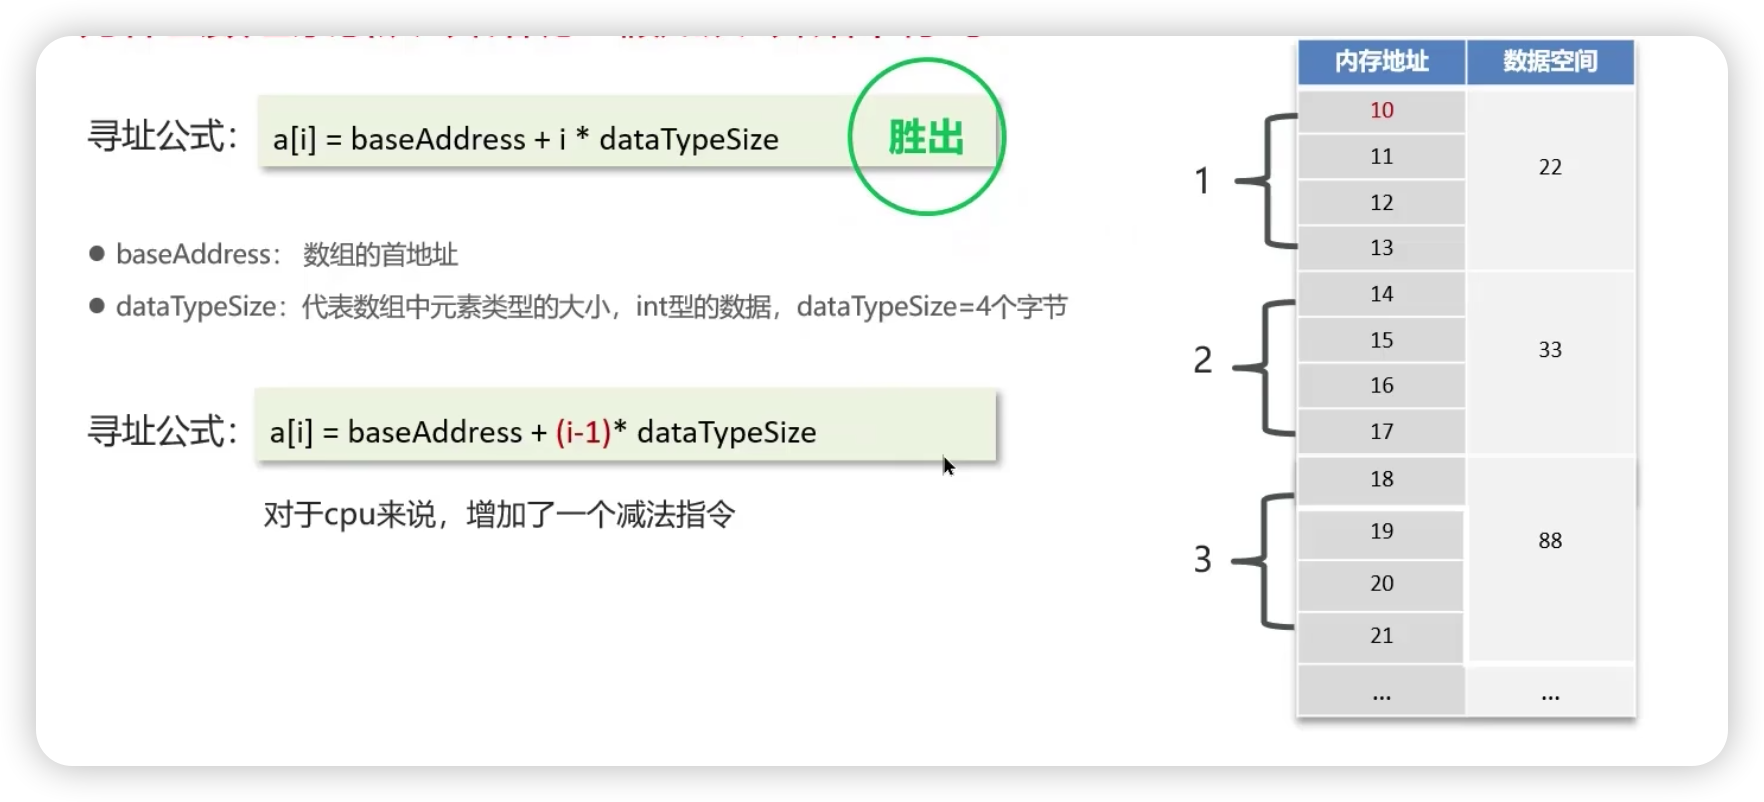 寻址公式：
a[i] = baseAddress + i * dataTypeSize
胜出
● baseAddress： 数组的首地址
● dataTypeSize：代表数组中元素类型的大小，int型的数据，dataTypeSize=4个字节
寻址公式：
a[i] = baseAddress + (i-1)* dataTypeSize
对于cpu来说，增加了一个减法指令
内存地址 数据空间
1
10
11
12
13
22
2
14
15
16
17
33
3
18
19
20
21
88
... ...